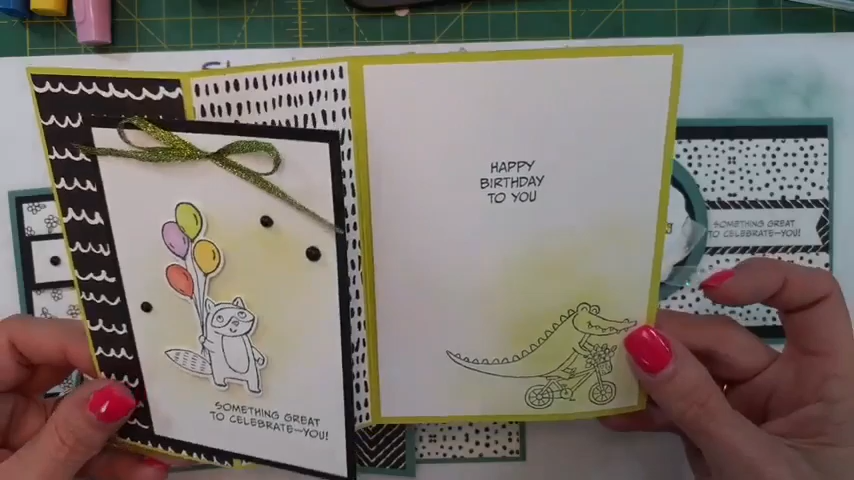 HAPPY
BIRTHDAY
TO YOU
SOMETHING GREAT
TO CELEBRATE—YOU!
SOMETHING GREAT
TO CELEBRATE—YOU!